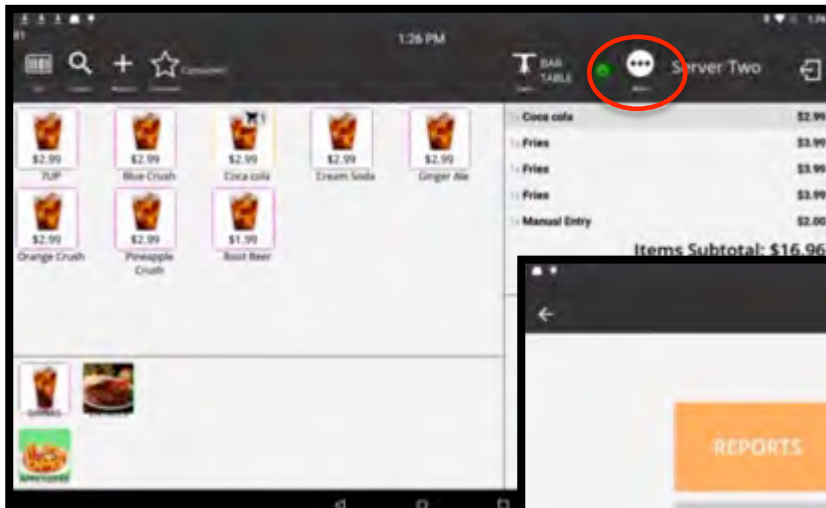 1:26 PM
BAR
TABLE
Server Two
$2.99
7UP
$2.99
Blue Crush
1
Coca cola
$2.99
Cream Soda
$2.99
Ginger Ale
$2.99
Orange Crush
$2.99
Pineapple
Crush
$1.99
Root Beer
Coca cola $2.99
Fries $3.99
Fries $3.99
Fries $3.99
Manual Entry $2.00
Items Subtotal: $16.96
APPETIZERS
REPORTS